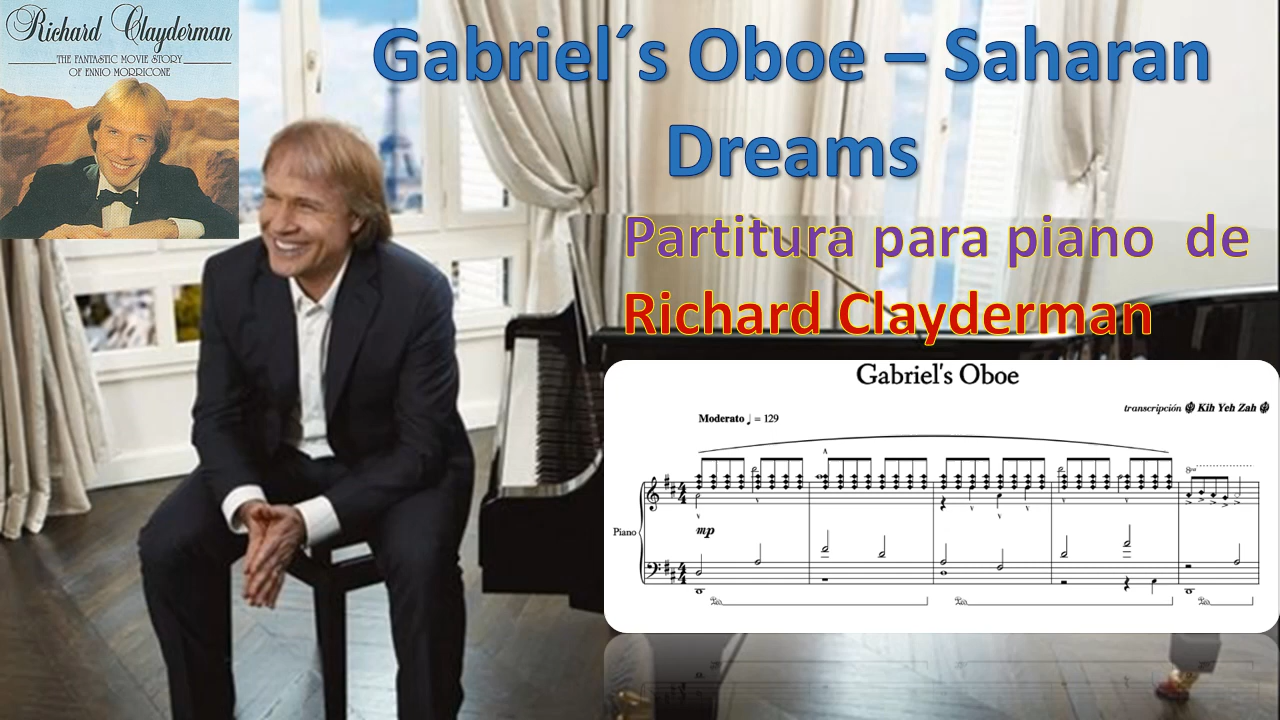 Richard Clayderman
THE FANTASTIC MOVIE STORY
OF ENNIO MORRICONE
Gabriel´s Oboe – Saharan
Dreams
Partitura para piano de
Richard Clayderman
Gabriel's Oboe
transcripción Kih Yeh Zah
Moderato ♩ = 129
8va
Piano
mp